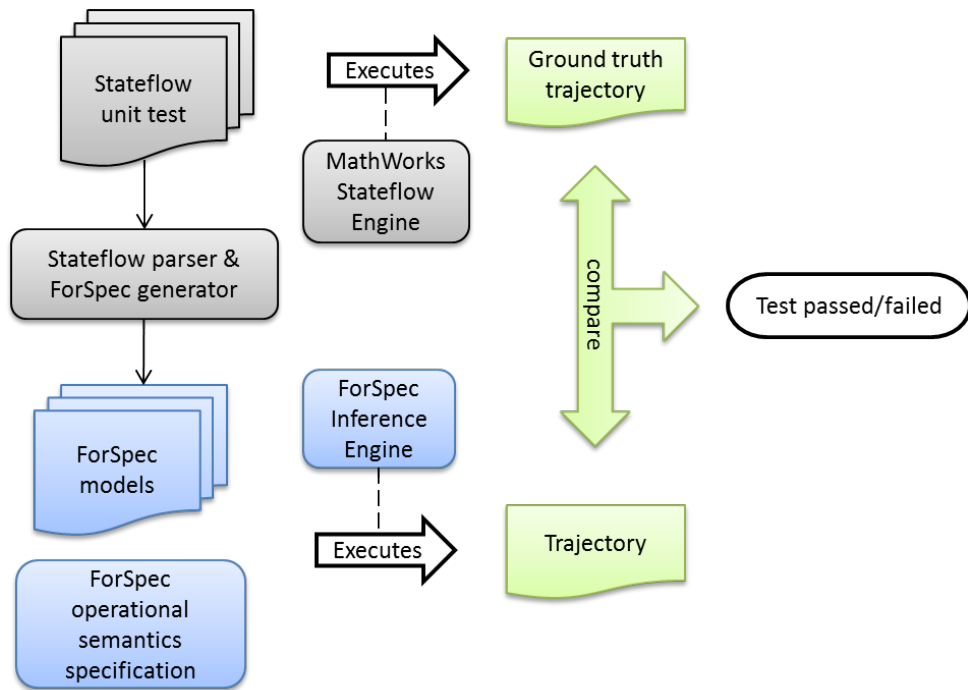 Stateflow
unit test
Executes
Ground truth
trajectory
MathWorks
Stateflow
Engine
Stateflow parser &
ForSpec generator
compare
Test passed/failed
ForSpec
Inference
Engine
ForSpec
models
Executes
Trajectory
ForSpec
operational
semantics
specification